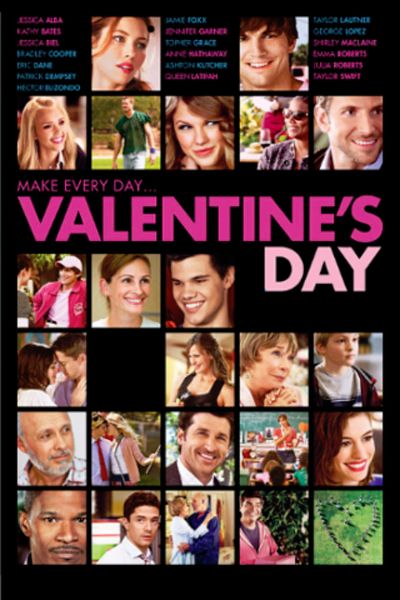 JESSICA ALBA
KATHY BATES
JESSICA BIEL
BRADLEY COOPER
ERIC DANE
PATRICK DEMPSEY
HECTOR ELIZONDO
JAMIE FOXX
JENNIFER GARNER
TOPHER GRACE
ANNE HATHAWAY
ASHTON KUTCHER
QUEEN LATIFAH
TAYLOR LAUTNER
GEORGE LOPEZ
SHIRLEY MACLAINE
EMMA ROBERTS
JULIA ROBERTS
TAYLOR SWIFT
MAKE EVERY DAY...
VALENTINE'S
DAY